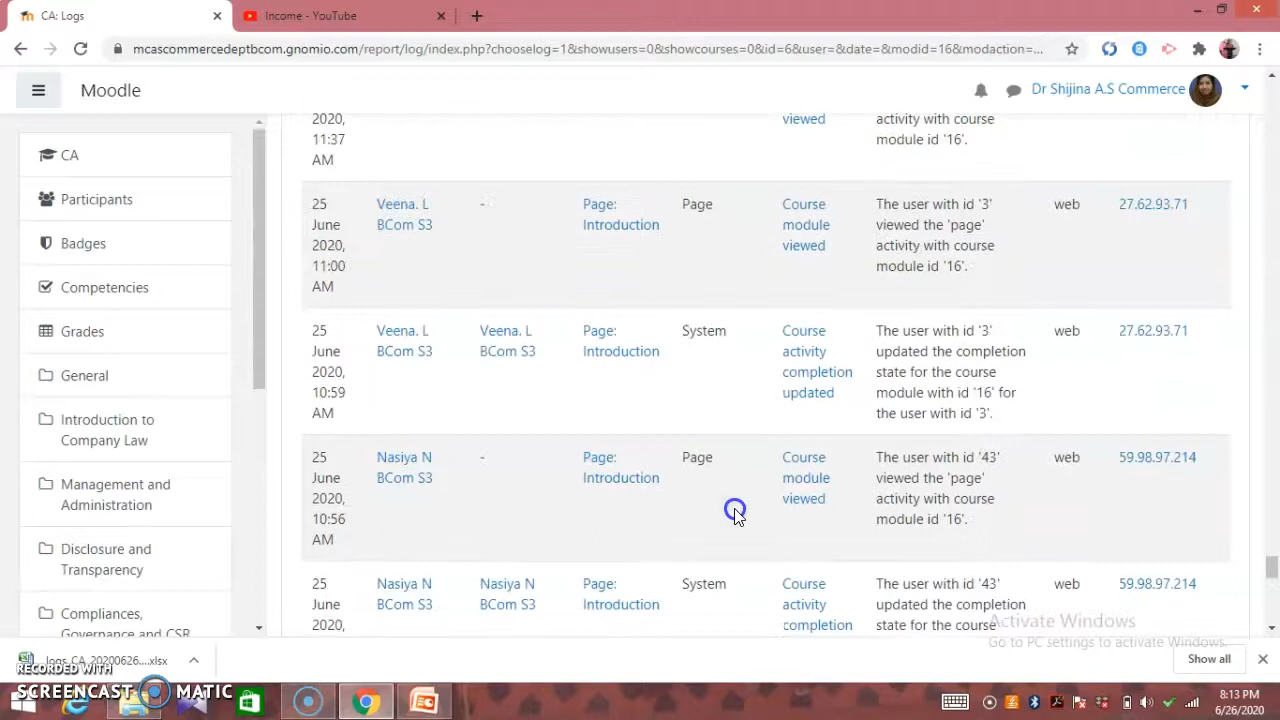 CA: Logs
Income - YouTube
mcascommercedeptbcom.gnomio.com/report/log/index.php?chooselog=1&showusers=0&showcourses=0&id=6&user=&date=&modid=16&modaction=...
Moodle
Dr Shijina A.S Commerce
CA
Participants
Badges
Competencies
Grades
General
Introduction to
Company Law
Management and
Administration
Disclosure and
Transparency
Compliances,
Governance and CSR
2020,
11:37
AM
viewed
activity with course
module id '16'.
25
June
2020,
11:00
AM
Veena. L
BCom S3
-
Page:
Introduction
Page
Course
module
viewed
The user with id '3'
viewed the 'page'
activity with course
module id '16'.
web
27.62.93.71
25
June
2020,
10:59
AM
Veena. L
BCom S3
Veena. L
BCom S3
Page:
Introduction
System
Course
activity
completion
updated
The user with id '3'
updated the completion
state for the course
module with id '16' for
the user with id '3'.
web
27.62.93.71
25
June
2020,
10:56
AM
Nasiya N
BCom S3
-
Page:
Introduction
Page
Course
module
viewed
The user with id '43'
viewed the 'page'
activity with course
module id '16'.
web
59.98.97.214
25
June
2020,
Nasiya N
BCom S3
Nasiya N
BCom S3
Page:
Introduction
System
Course
activity
completion
The user with id '43'
updated the completion
state for the course
web
59.98.97.214
Activate Windows
Go to PC settings to activate Windows.
logs_CA_20200626....xlsx
Show all
RECORDED WITH
SCREENCAST MATIC
8:13 PM
6/26/2020